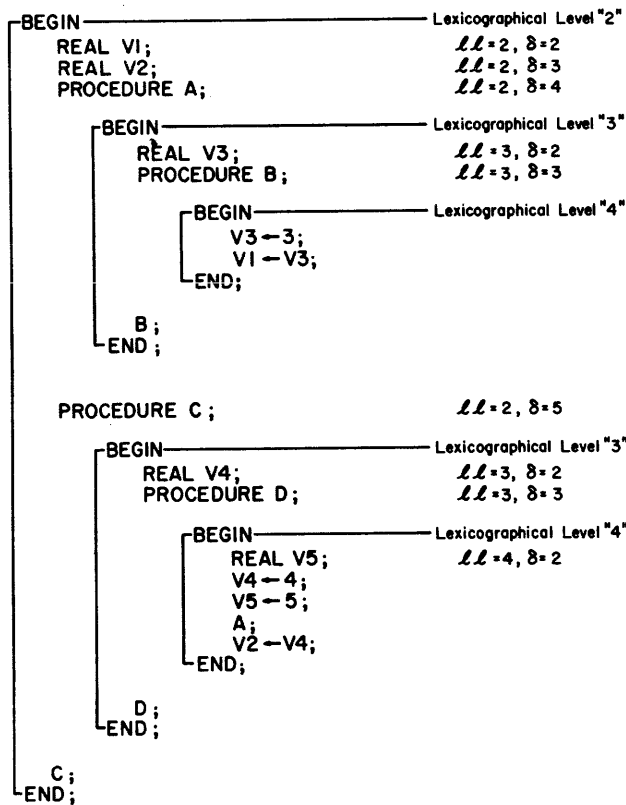 BEGIN Lexicographical Level "2"
REAL V1; ℓℓ=2, δ=2
REAL V2; ℓℓ=2, δ=3
PROCEDURE A; ℓℓ=2, δ=4
BEGIN Lexicographical Level "3"
REAL V3; ℓℓ=3, δ=2
PROCEDURE B; ℓℓ=3, δ=3
BEGIN Lexicographical Level "4"
V3←3;
V1←V3;
END;
B;
END;
PROCEDURE C; ℓℓ=2, δ=5
BEGIN Lexicographical Level "3"
REAL V4; ℓℓ=3, δ=2
PROCEDURE D; ℓℓ=3, δ=3
BEGIN Lexicographical Level "4"
REAL V5; ℓℓ=4, δ=2
V4←4;
V5←5;
A;
V2←V4;
END;
D;
END;
C;
END;